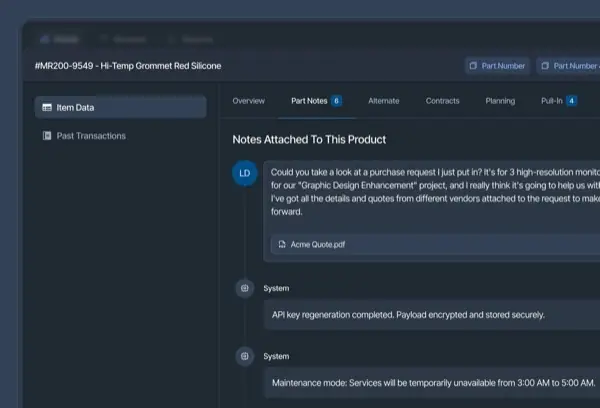 #MR200-9549 - Hi-Temp Grommet Red Silicone
Part Number
Part Number
Item Data
Past Transactions
Overview
Part Notes 6
Alternate
Contracts
Planning
Pull-In 4
Notes Attached To This Product
LD
Could you take a look at a purchase request I just put in? It's for 3 high-resolution monito
for our "Graphic Design Enhancement" project, and I really think it's going to help us wit
I've got all the details and quotes from different vendors attached to the request to make
forward.
Acme Quote.pdf
System
API key regeneration completed. Payload encrypted and stored securely.
System
Maintenance mode: Services will be temporarily unavailable from 3:00 AM to 5:00 AM.